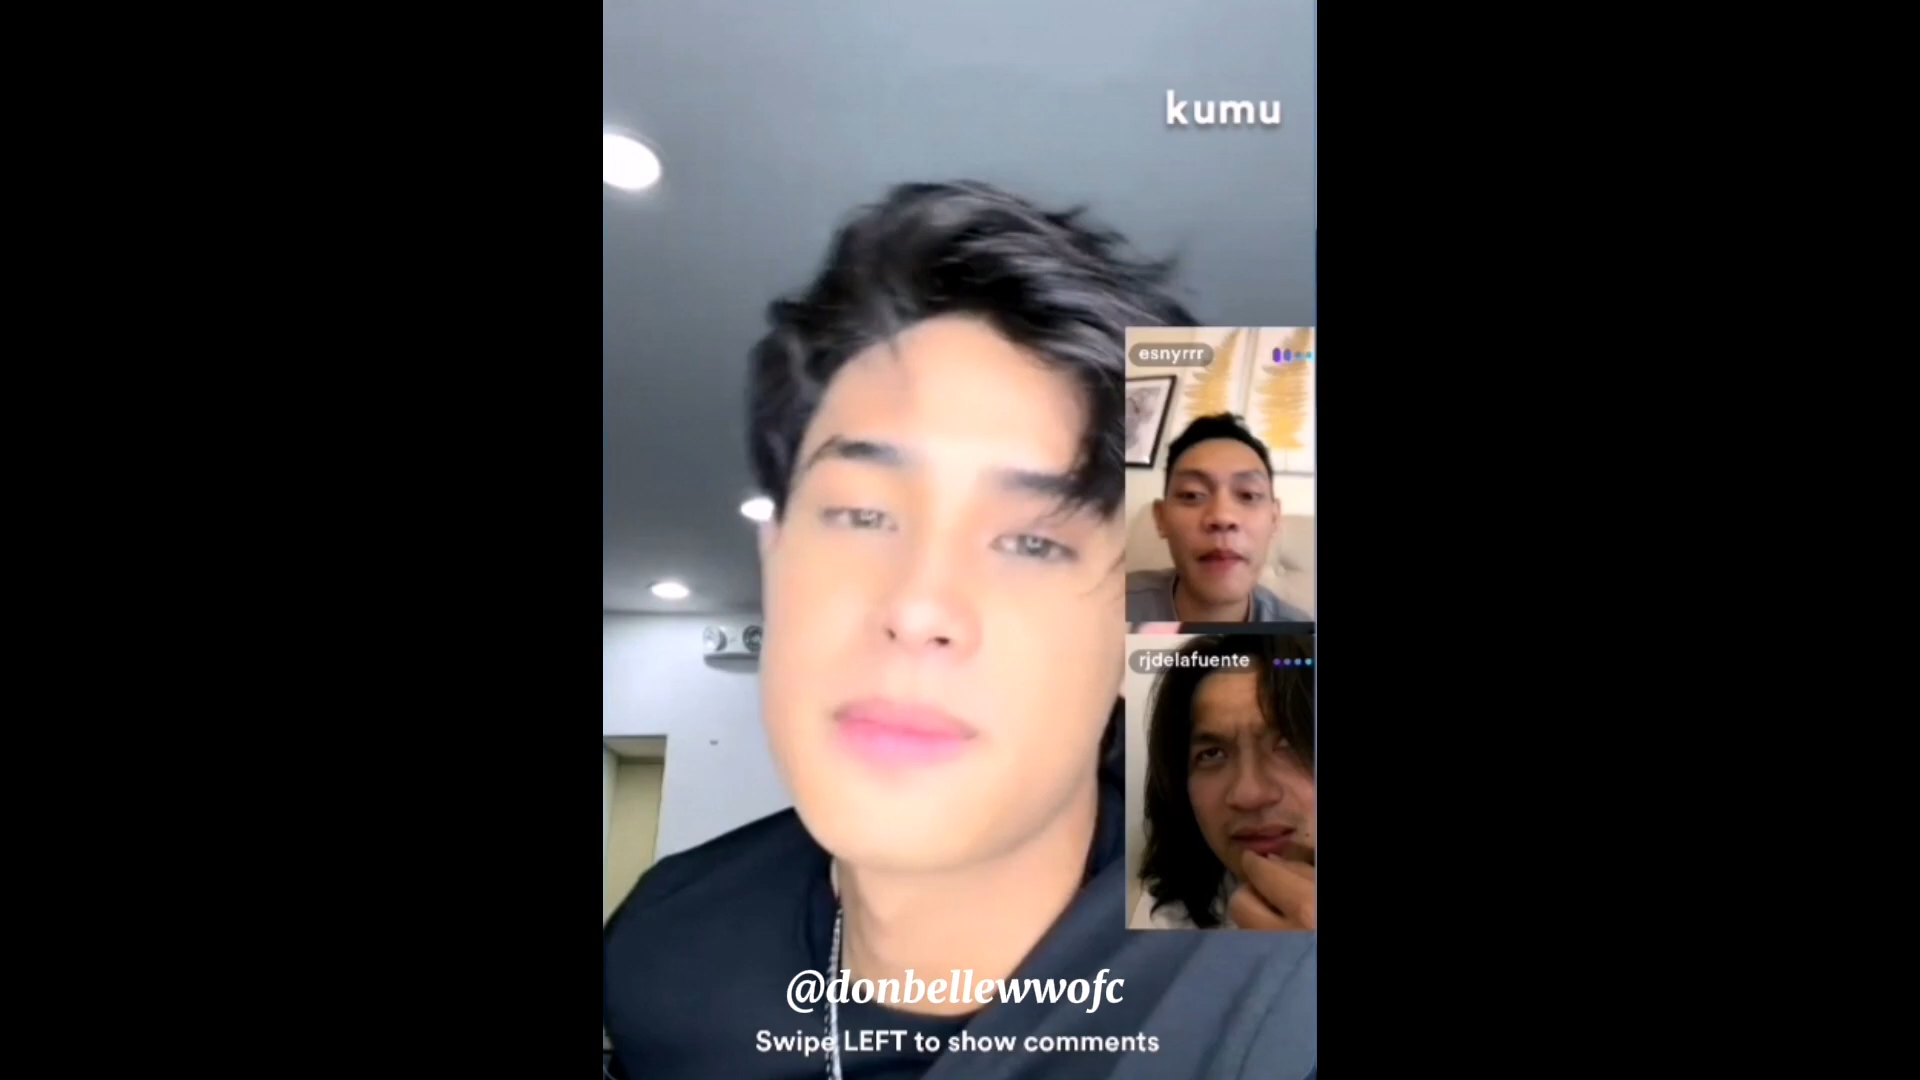 kumu
esnyrrr
rjdelafuente
@donbellewwofc
Swipe LEFT to show comments